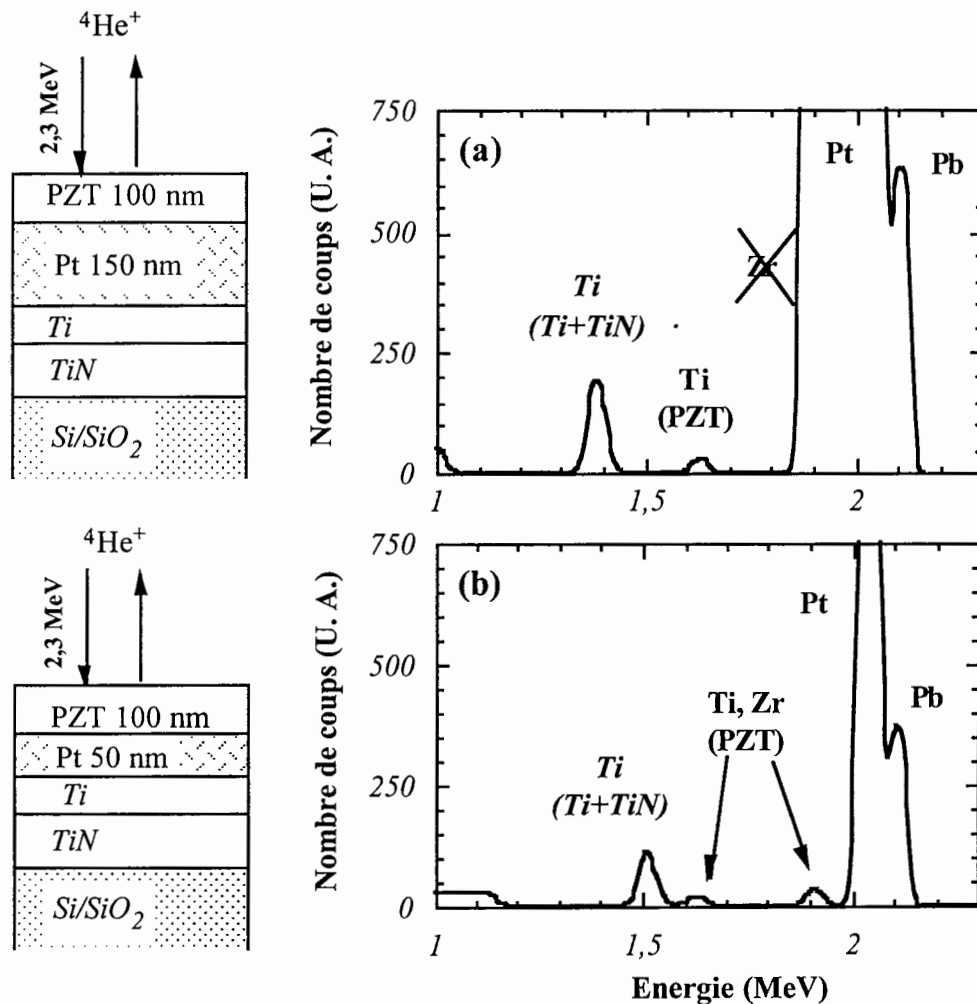 ⁴He⁺
2,3 MeV
PZT 100 nm
Pt 150 nm
Ti
TiN
Si/SiO₂
Nombre de coups (U. A.)
750
500
250
0
(a)
Pt
Pb
Zr
Ti
(Ti+TiN)
Ti
(PZT)
1
1,5
2
⁴He⁺
2,3 MeV
PZT 100 nm
Pt 50 nm
Ti
TiN
Si/SiO₂
Nombre de coups (U. A.)
750
500
250
0
(b)
Pt
Pb
Ti, Zr
(PZT)
Ti
(Ti+TiN)
1
1,5
2
Energie (MeV)